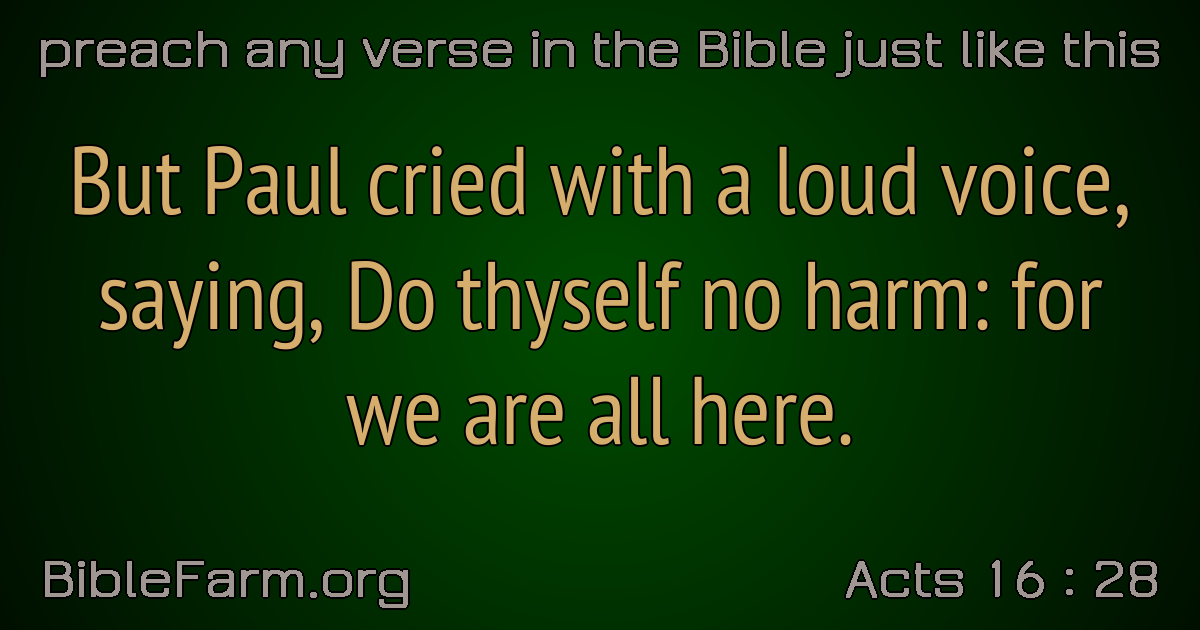 preach any verse in the Bible just like this
But Paul cried with a loud voice,
saying, Do thyself no harm: for
we are all here.
BibleFarm.org
Acts 16 : 28